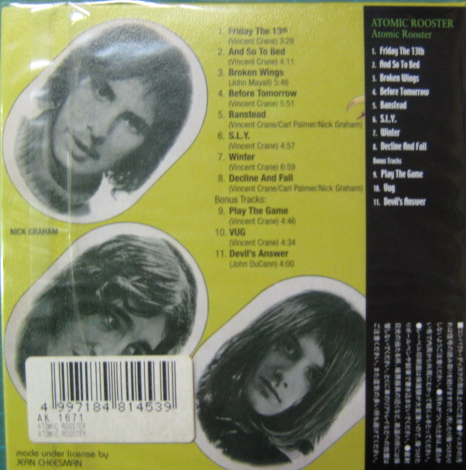 1. Friday The 13th
(Vincent Crane) 3:28
2. And So To Bed
(Vincent Crane) 4:11
3. Broken Wings
(John Mayall) 5:46
4. Before Tomorrow
(Vincent Crane) 5:51
5. Banstead
(Vincent Crane/Carl Palmer/Nick Graham)
6. S.L.Y.
(Vincent Crane) 4:57
7. Winter
(Vincent Crane) 6:59
8. Decline And Fall
(Vincent Crane/Carl Palmer/Nick Graham)
Bonus Tracks:
9. Play The Game
(Vincent Crane) 4:46
10. VUG
(Vincent Crane) 4:34
11. Devil's Answer
(John DuCann) 4:00
NICK GRAHAM
4 997184 814539
AK 1671
ATOMIC ROOSTER
ATOMIC ROOSTER
made under license by
JEAN CHEESMAN
ATOMIC ROOSTER
Atomic Rooster
1. Friday The 13th
2. And So To Bed
3. Broken Wings
4. Before Tomorrow
5. Banstead
6. S.L.Y.
7. Winter
8. Decline And Fall
Bonus Tracks
9. Play The Game
10. Vug
11. Devil's Answer